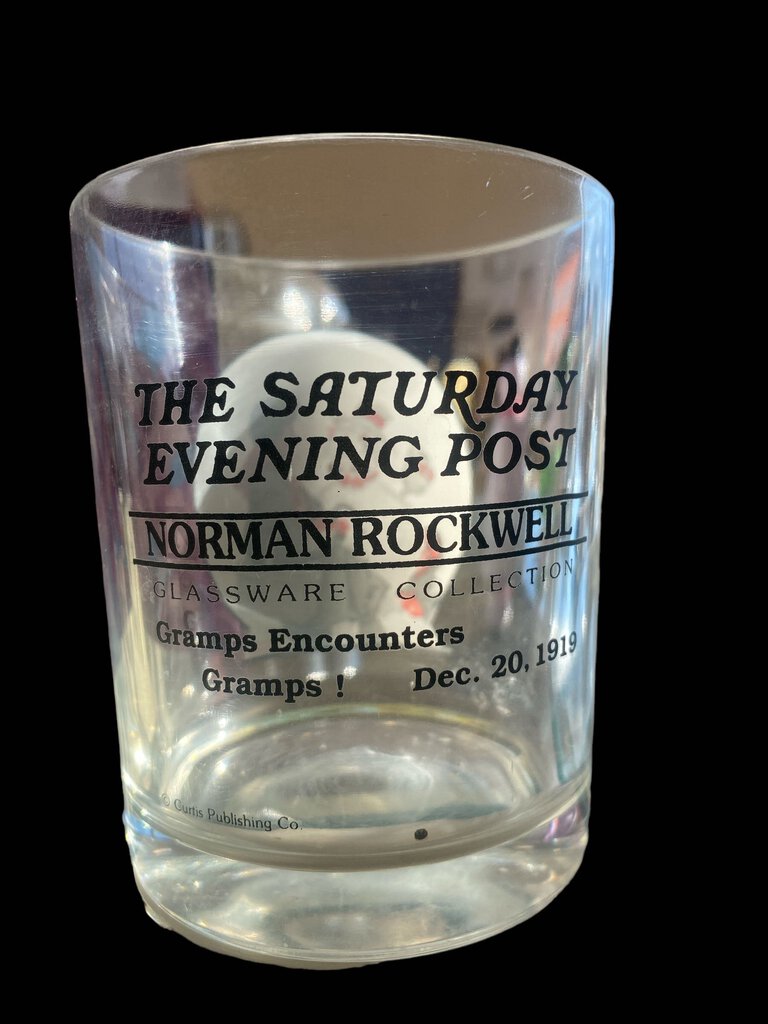 THE SATURDAY
EVENING POST
NORMAN ROCKWELL
GLASSWARE COLLECTION
Gramps Encounters
Gramps ! Dec. 20, 1919
© Curtis Publishing Co.